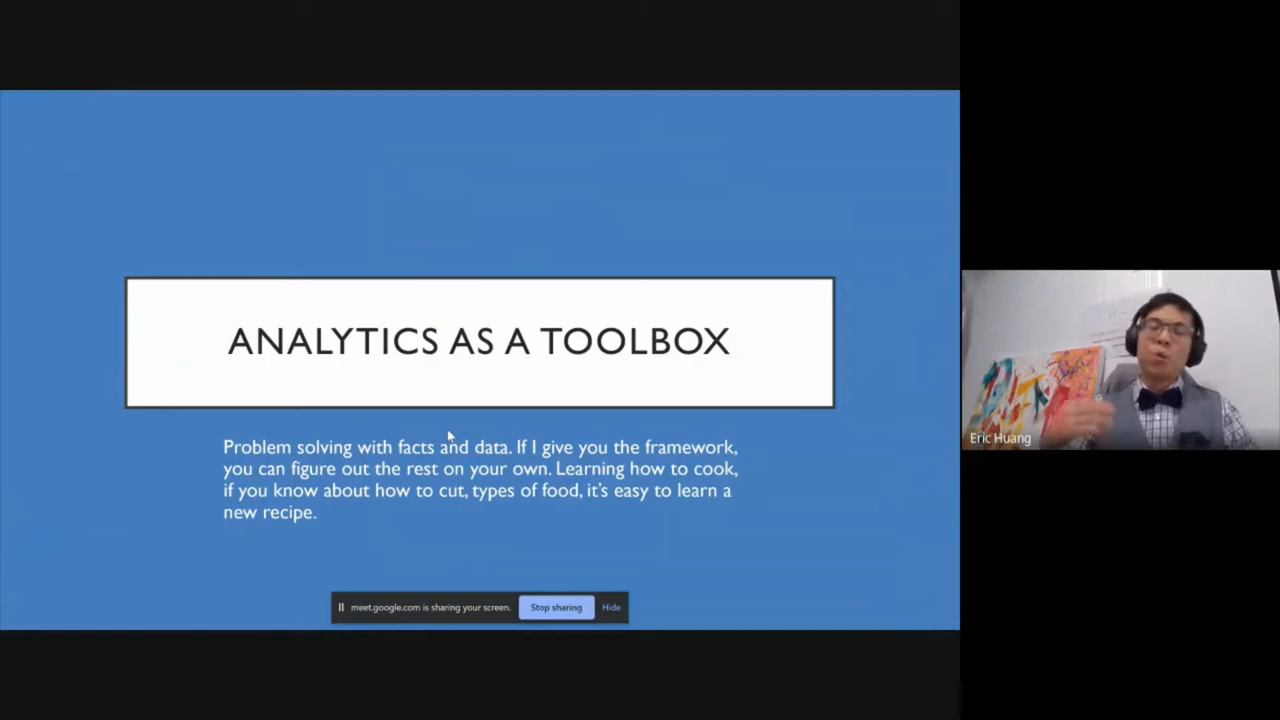 ANALYTICS AS A TOOLBOX
Problem solving with facts and data. If I give you the framework,
you can figure out the rest on your own. Learning how to cook,
if you know about how to cut, types of food, it's easy to learn a
new recipe.
meet.google.com is sharing your screen.
Stop sharing
Hide
Eric Huang